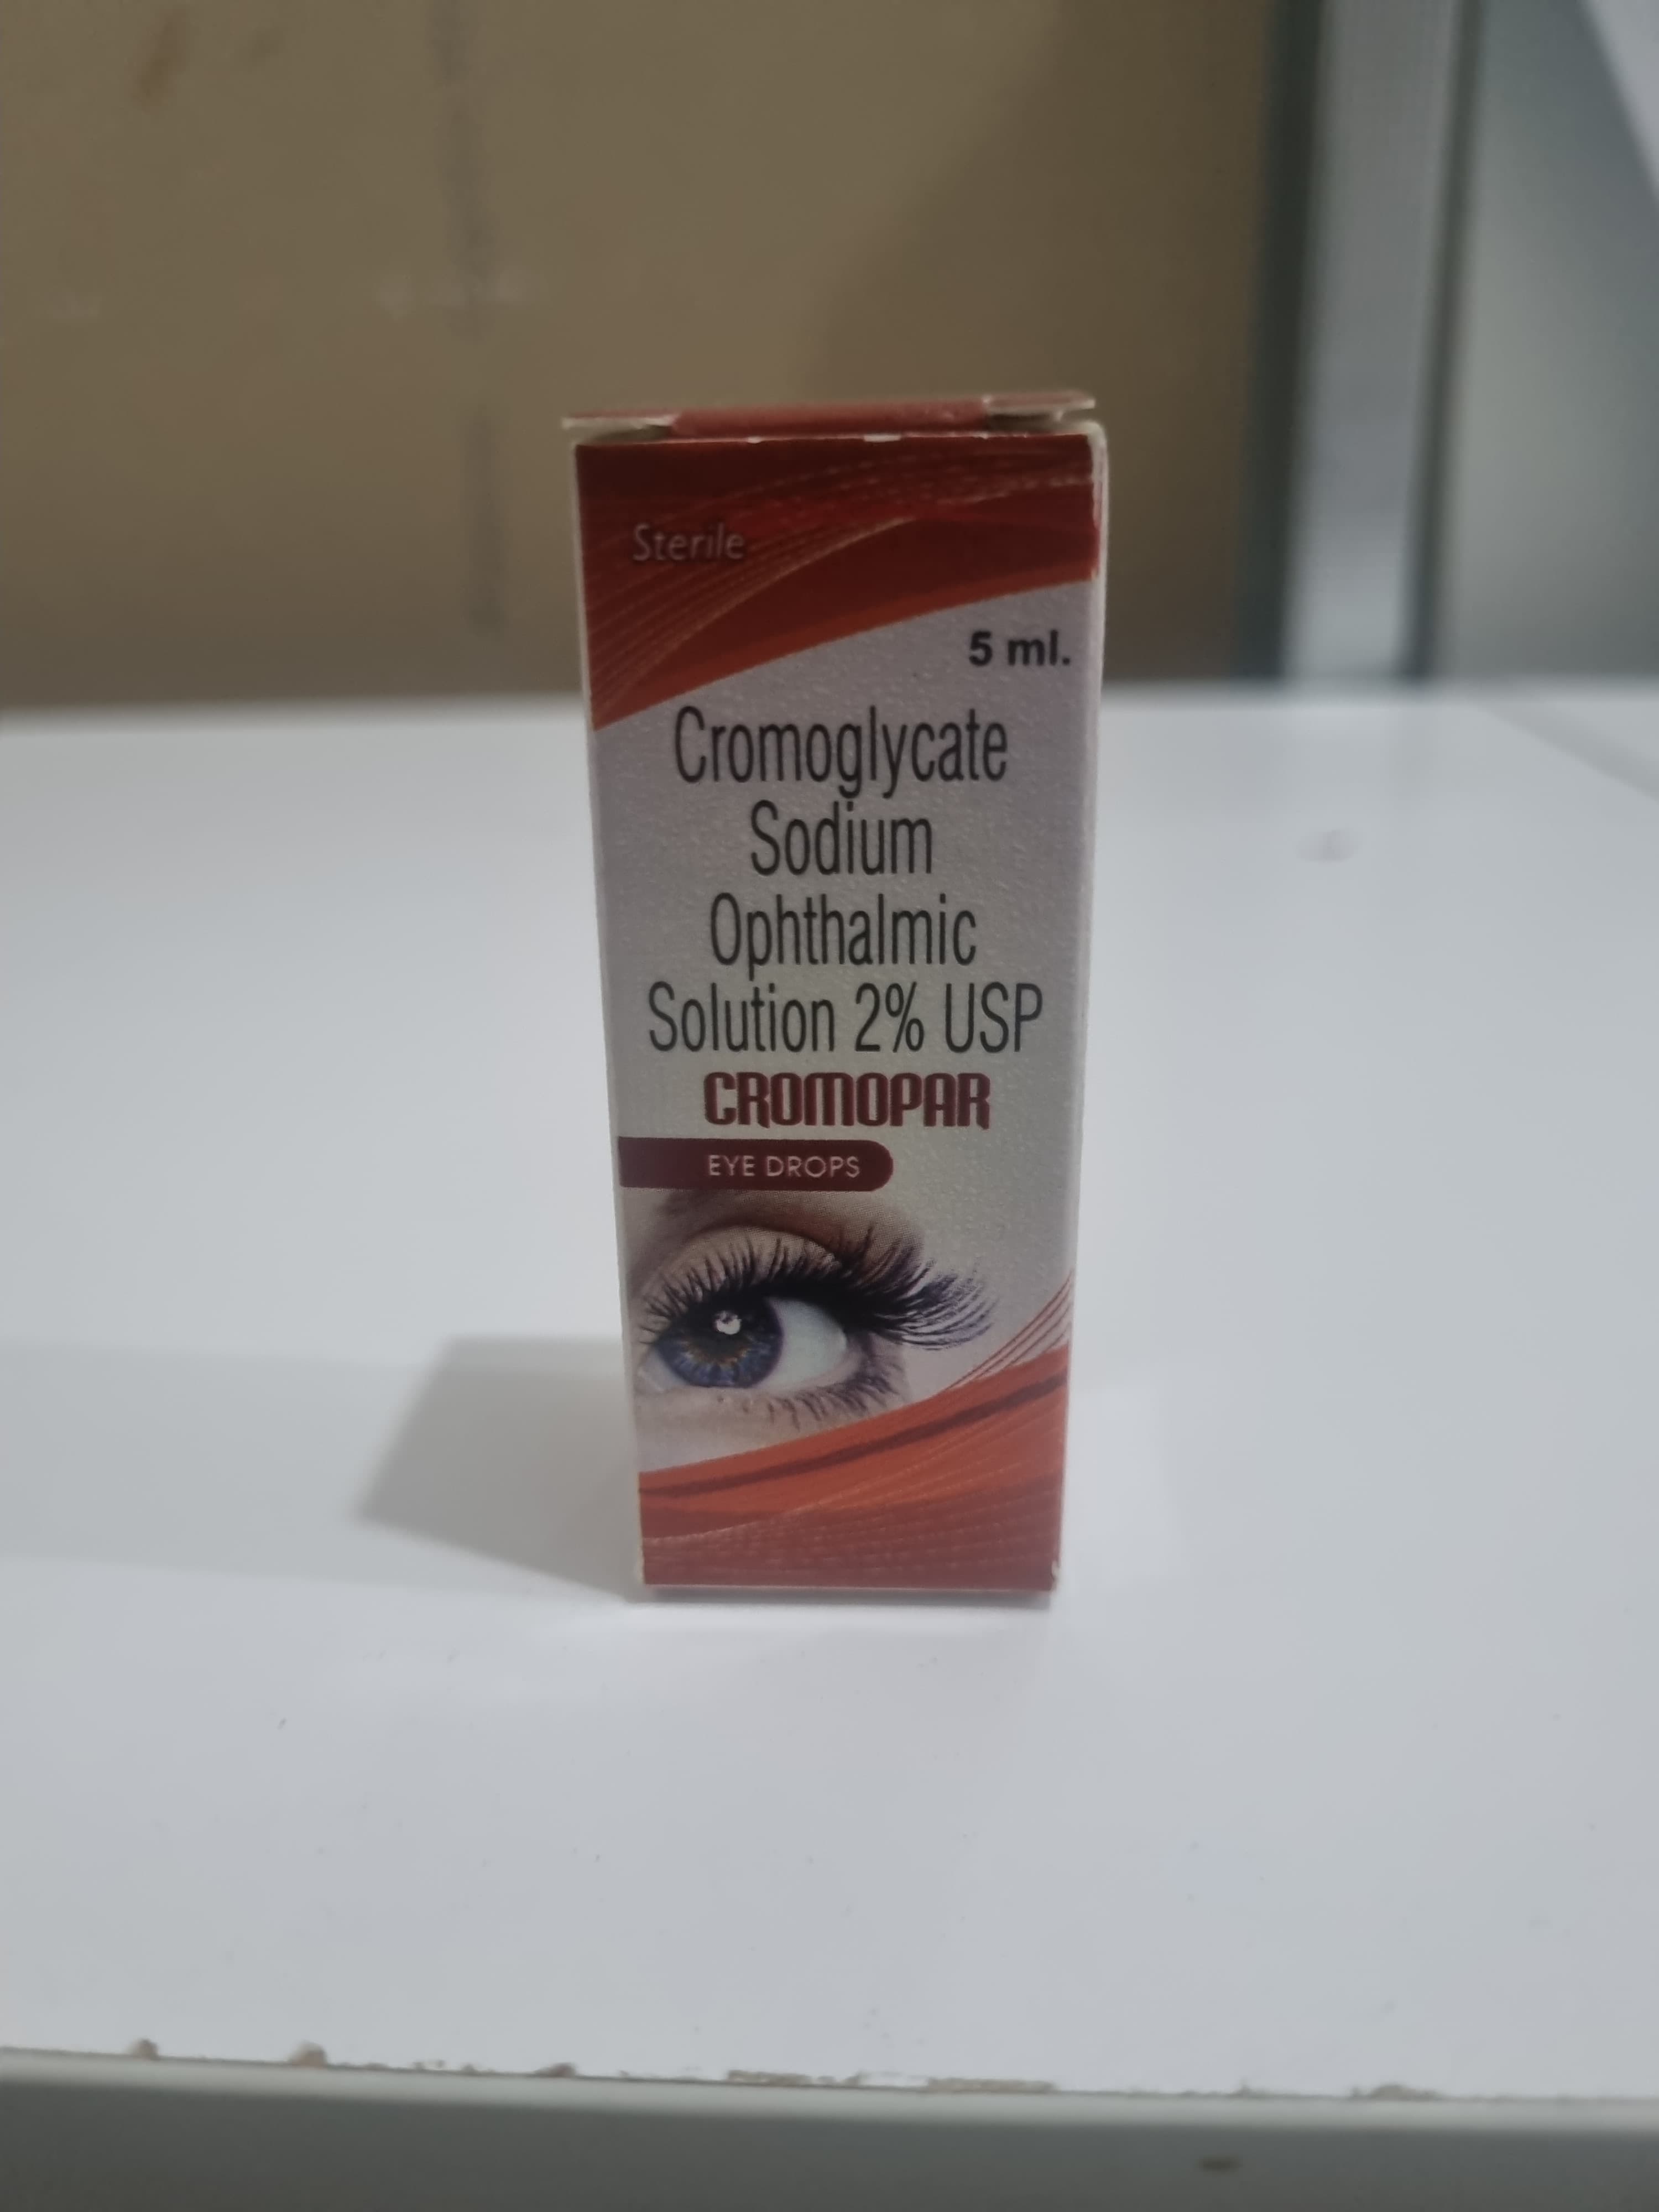 Sterile
5 ml.
Cromoglycate
Sodium
Ophthalmic
Solution 2% USP
CROMOPAR
EYE DROPS